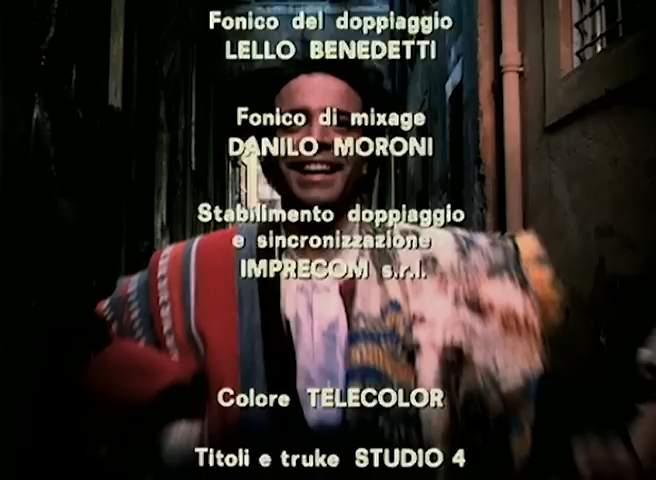 Fonico del doppiaggio
LELLO BENEDETTI
Fonico di mixage
DANILO MORONI
Stabilimento doppiaggio
e sincronizzazione
IMPRECOM s.r.l.
Colore TELECOLOR
Titoli e truke STUDIO 4